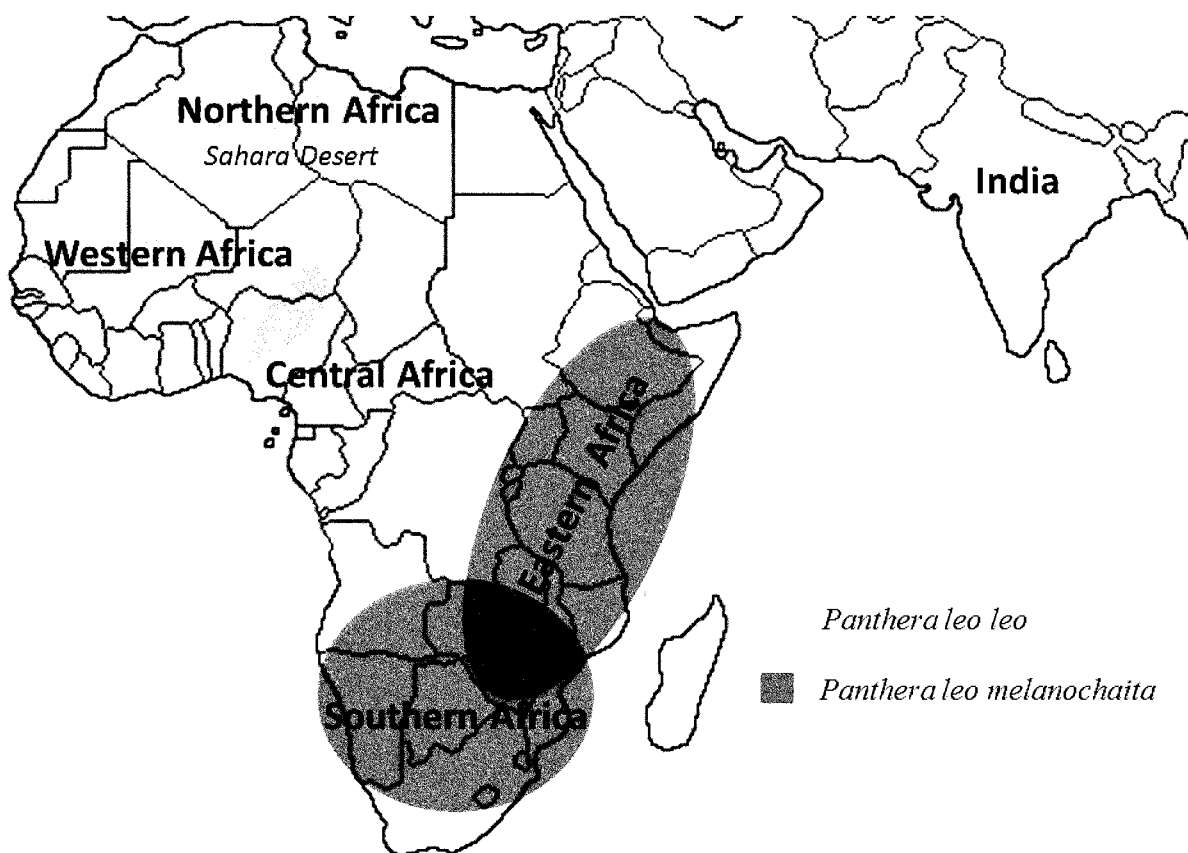 Northern Africa
Sahara Desert
India
Western Africa
Central Africa
Eastern Africa
Panthera leo leo
Panthera leo melanochaita
Southern Africa